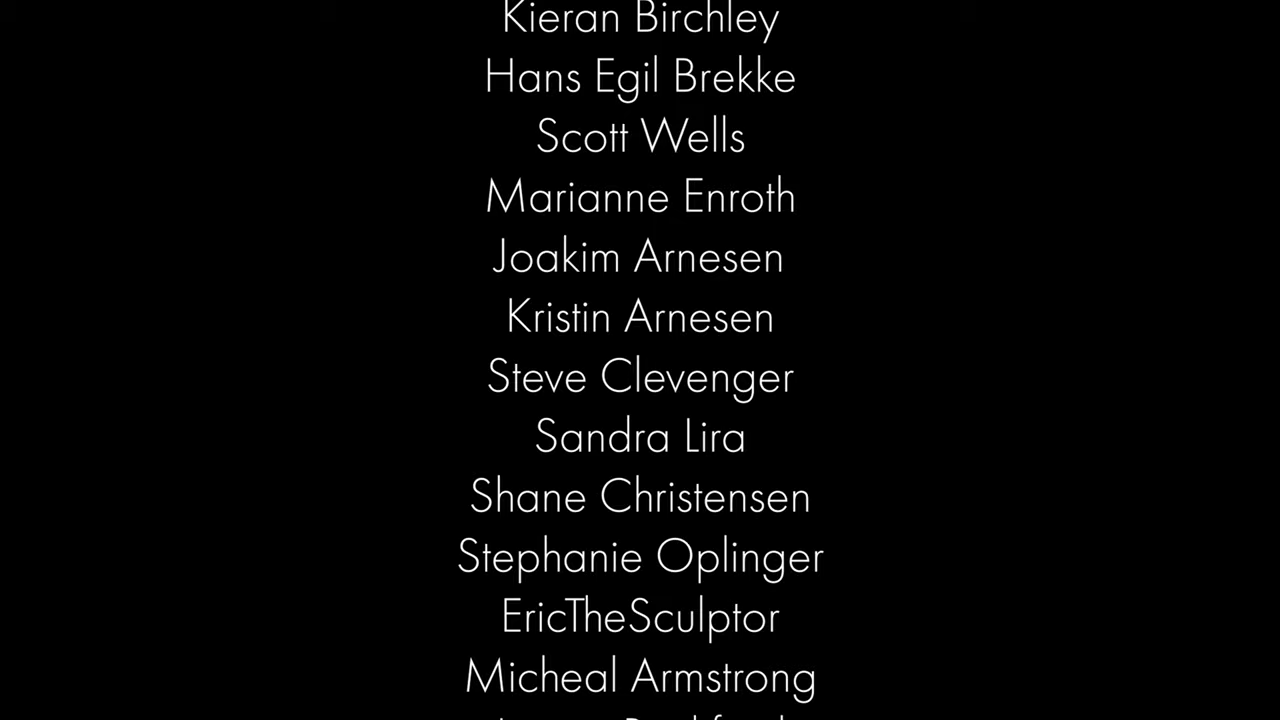 Kieran Birchley
Hans Egil Brekke
Scott Wells
Marianne Enroth
Joakim Arnesen
Kristin Arnesen
Steve Clevenger
Sandra Lira
Shane Christensen
Stephanie Oplinger
EricTheSculptor
Micheal Armstrong